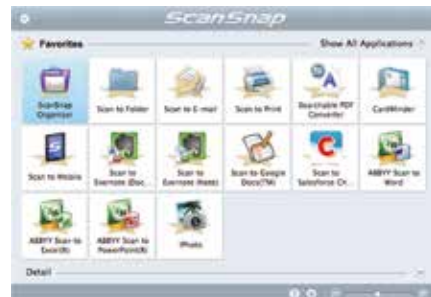 ScanSnap
Favorites
Show All Applications
ScanSnap Organizer
Scan to Folder
Scan to E-mail
Scan to Print
Searchable PDF Converter
CardMinder
Scan to Mobile
Scan to Evernote (Doc...
Scan to Evernote (Note)
Scan to Google Docs(TM)
Scan to Salesforce Ch...
ABBYY Scan to Word
ABBYY Scan to Excel(R)
ABBYY Scan to PowerPoint(R)
iPhoto
Detail